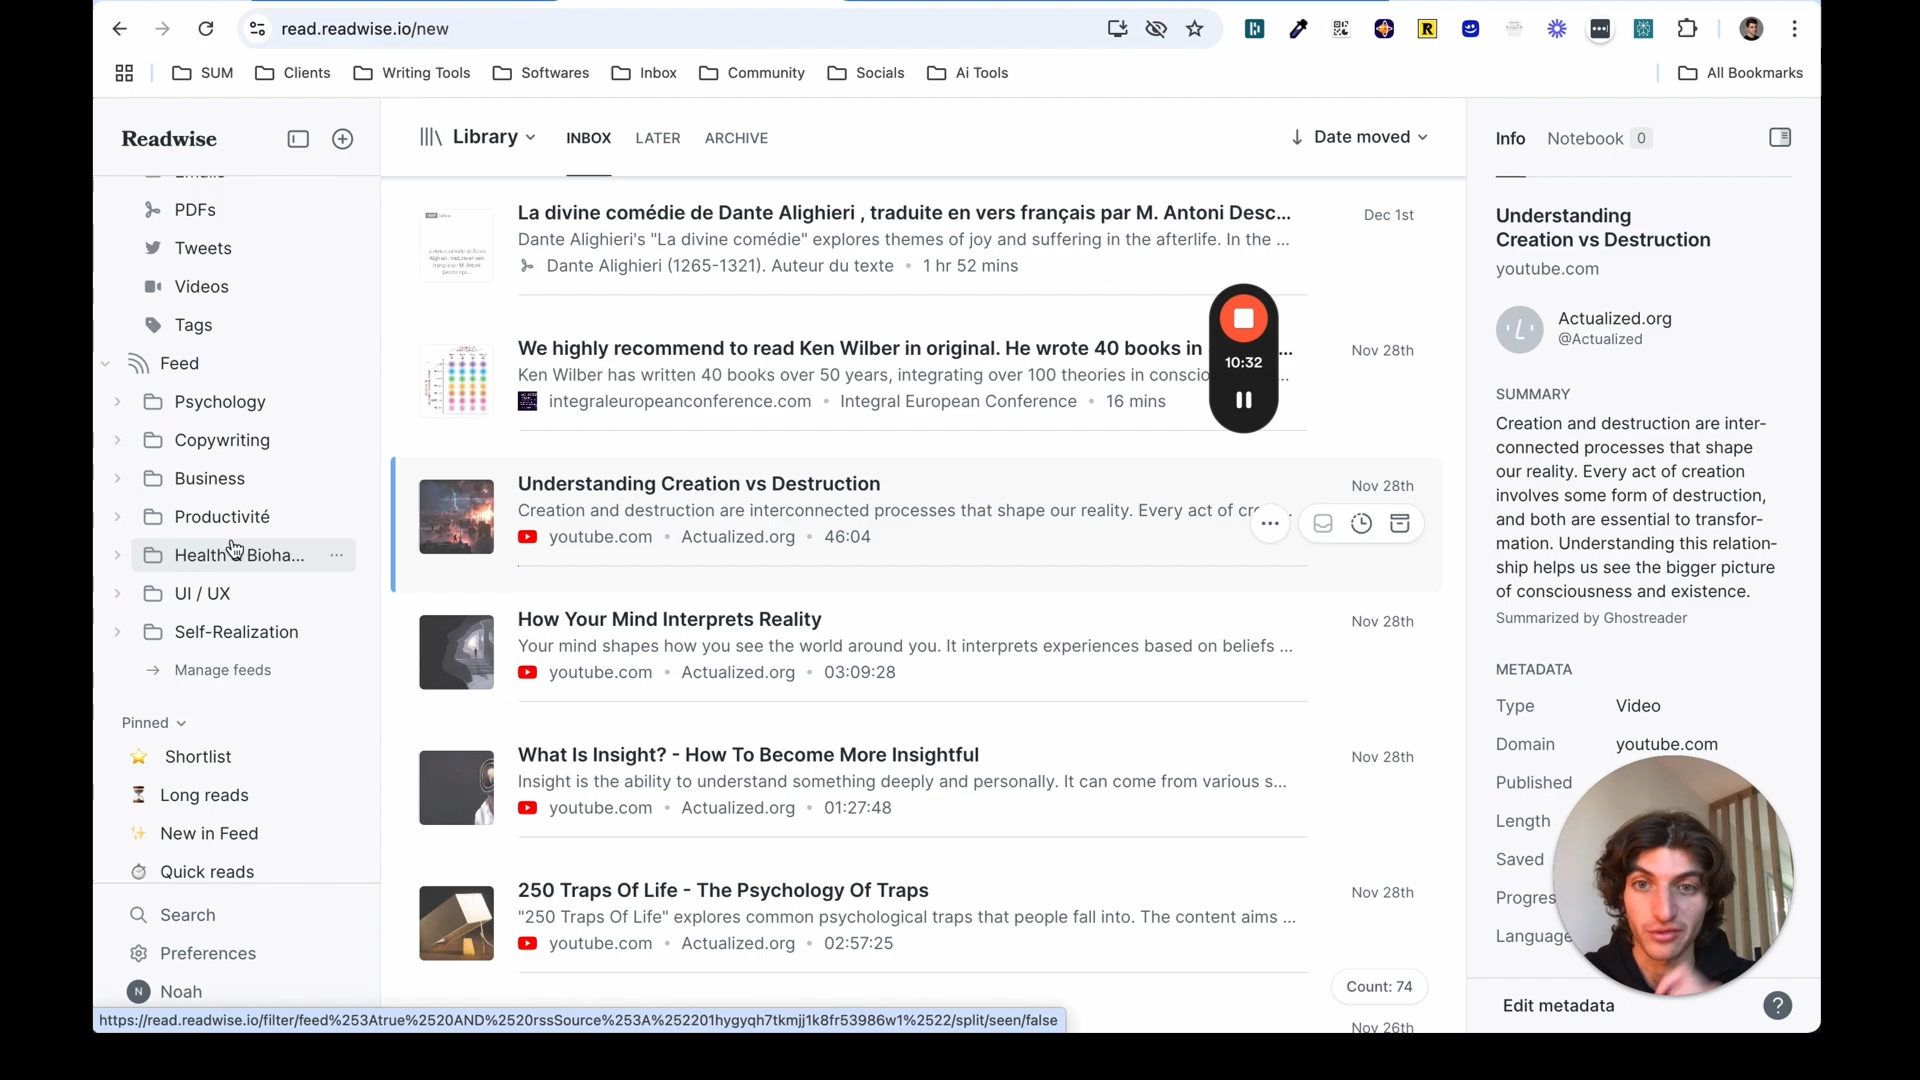 read.readwise.io/new
SUM
Clients
Writing Tools
Softwares
Inbox
Community
Socials
Ai Tools
All Bookmarks
Readwise
Emails
PDFs
Tweets
Videos
Tags
Feed
Psychology
Copywriting
Business
Productivité
Health & Bioha...
UI / UX
Self-Realization
Manage feeds
Pinned
Shortlist
Long reads
New in Feed
Quick reads
Search
Preferences
N Noah
https://read.readwise.io/filter/feed%253Atrue%2520AND%2520rssSource%253A%252201hygyqh7tkmjj1k8fr53986w1%2522/split/seen/false
Library
INBOX
LATER
ARCHIVE
Date moved
La divine comédie de Dante Alighieri , traduite en vers français par M. Antoni Desc...
Dec 1st
Dante Alighieri's "La divine comédie" explores themes of joy and suffering in the afterlife. In the ...
Dante Alighieri (1265-1321). Auteur du texte • 1 hr 52 mins
We highly recommend to read Ken Wilber in original. He wrote 40 books in ...
Nov 28th
Ken Wilber has written 40 books over 50 years, integrating over 100 theories in ...
integraleuropeanconference.com • Integral European Conference • 16 mins
10:32
Understanding Creation vs Destruction
Nov 28th
Creation and destruction are interconnected processes that shape our reality. Every act of cre...
youtube.com • Actualized.org • 46:04
How Your Mind Interprets Reality
Nov 28th
Your mind shapes how you see the world around you. It interprets experiences based on beliefs ...
youtube.com • Actualized.org • 03:09:28
What Is Insight? - How To Become More Insightful
Nov 28th
Insight is the ability to understand something deeply and personally. It can come from various s...
youtube.com • Actualized.org • 01:27:48
250 Traps Of Life - The Psychology Of Traps
Nov 28th
"250 Traps Of Life" explores common psychological traps that people fall into. The content aims ...
youtube.com • Actualized.org • 02:57:25
Count: 74
Nov 26th
Info
Notebook 0
Understanding
Creation vs Destruction
youtube.com
Actualized.org
@Actualized
SUMMARY
Creation and destruction are inter-
connected processes that shape
our reality. Every act of creation
involves some form of destruction,
and both are essential to transfor-
mation. Understanding this relation-
ship helps us see the bigger picture
of consciousness and existence.
Summarized by Ghostreader
METADATA
Type Video
Domain youtube.com
Published
Length
Saved
Progres
Language
Edit metadata
?